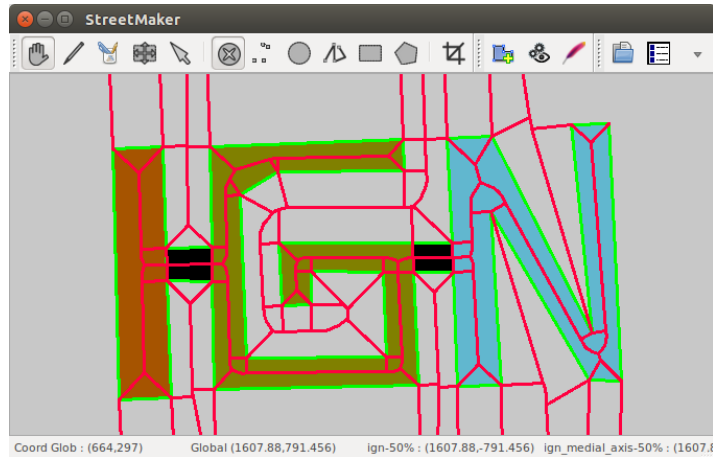 StreetMaker
IGN
Coord Glob : (664,297) Global (1607.88,791.456) ign-50% : (1607.88,-791.456) ign_medial_axis-50% : (1607.8